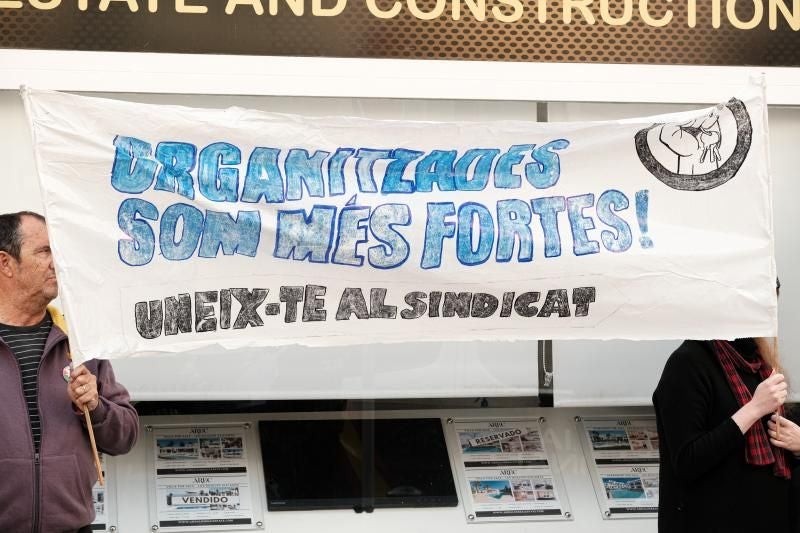 ESTATE AND CONSTRUCTION
ORGANITZADES
SOM MÉS FORTES!
UNEIX-TE AL SINDICAT
RESERVADO
VENDIDO